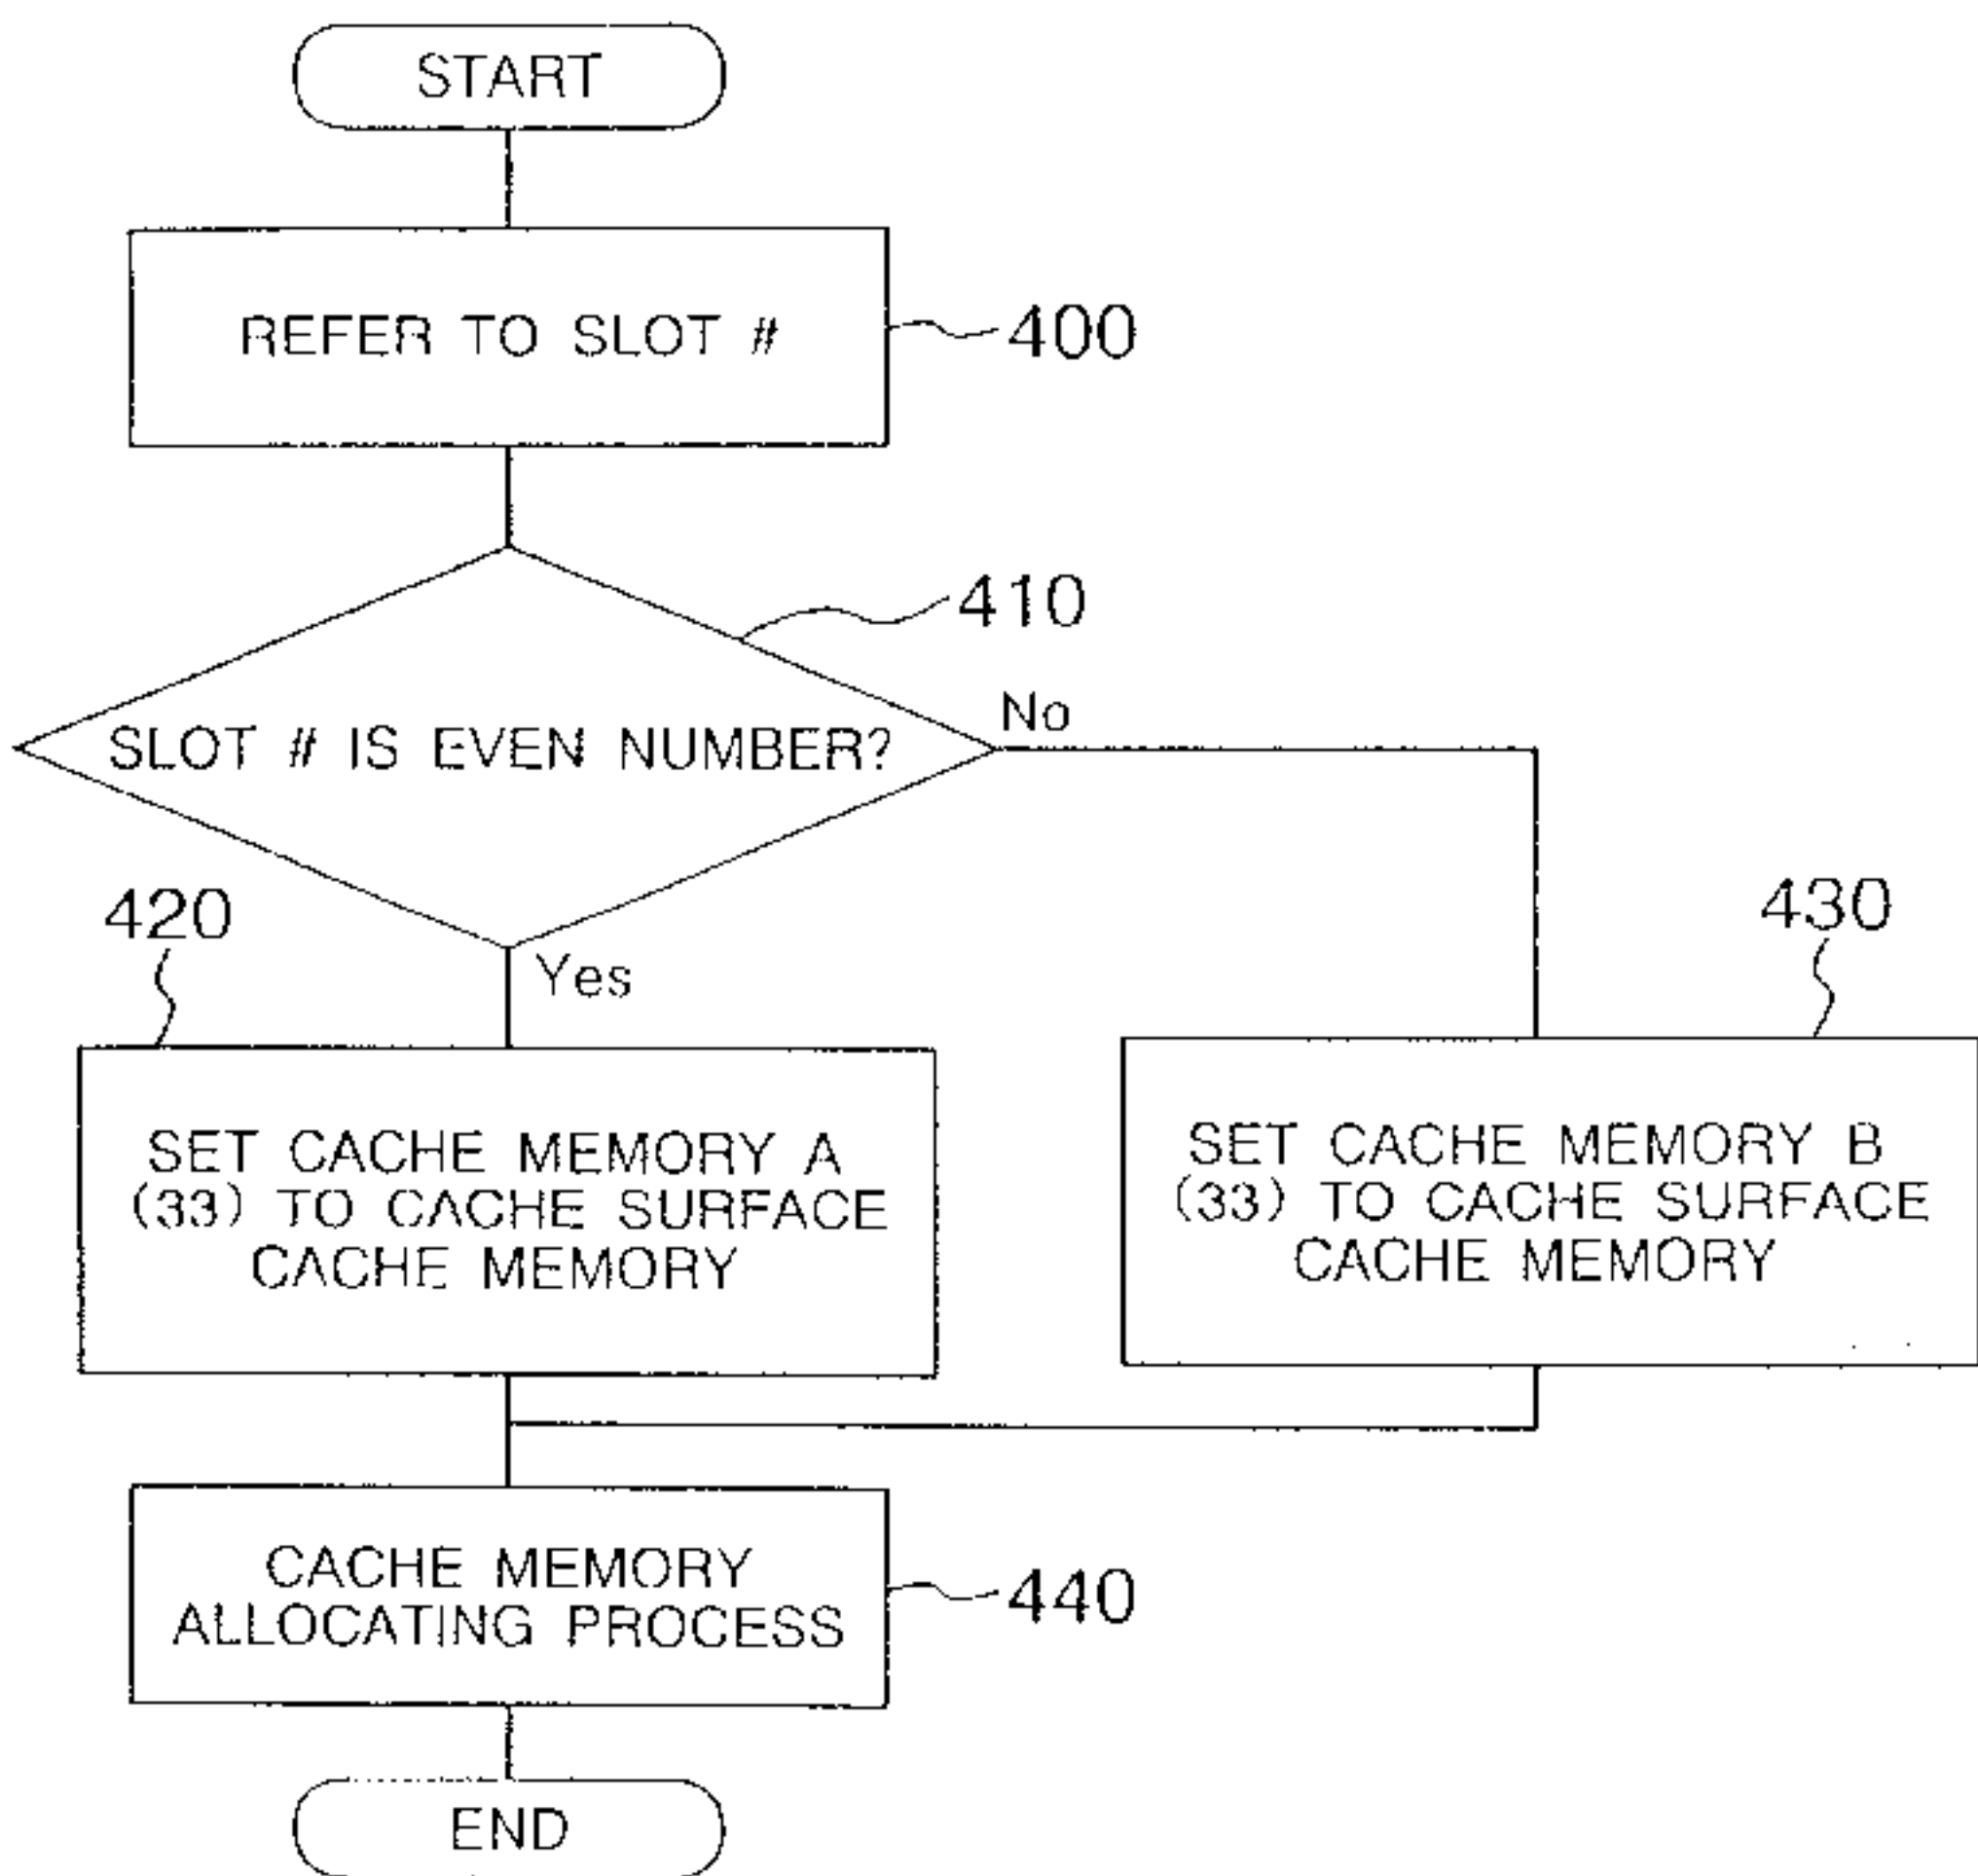 START
REFER TO SLOT #
400
410
SLOT # IS EVEN NUMBER?
No
Yes
420
430
SET CACHE MEMORY A
(33) TO CACHE SURFACE
CACHE MEMORY
SET CACHE MEMORY B
(33) TO CACHE SURFACE
CACHE MEMORY
CACHE MEMORY
ALLOCATING PROCESS
440
END